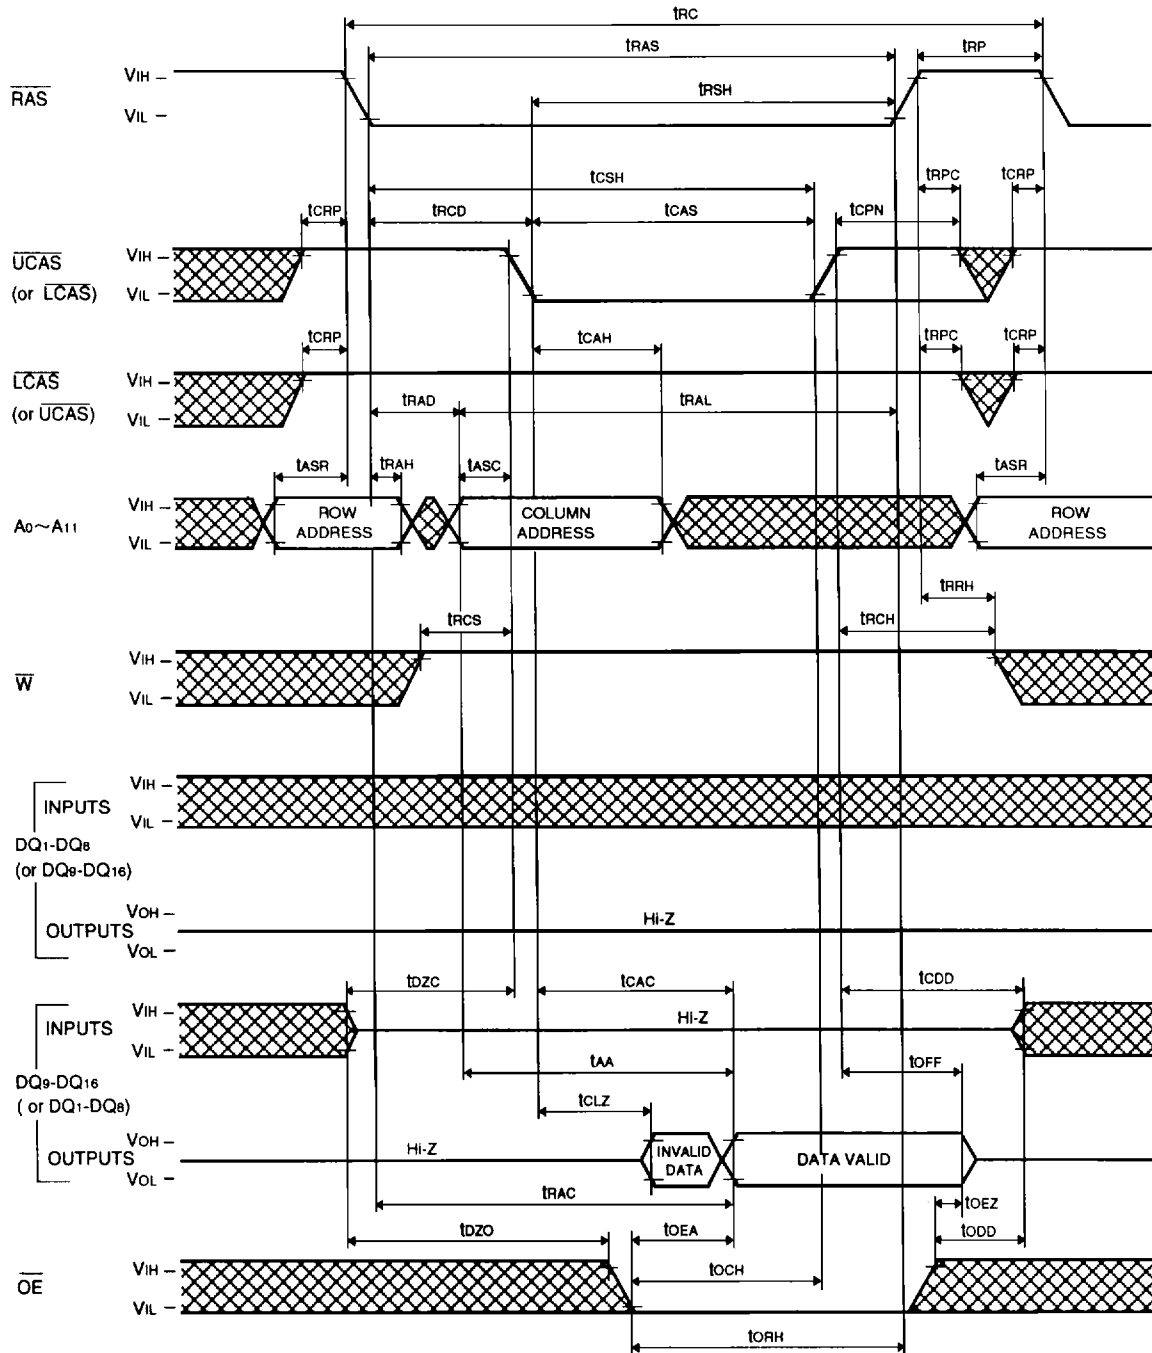 tRC
tRAS tRP
VIH
RAS
tRSH
VIL
tCSH tRPC tCRP
tCRP tRCD tCAS tCPN
UCAS VIH
(or LCAS) VIL
tCRP tCAH tRPC tCRP
LCAS VIH
(or UCAS) VIL
tRAD tRAL
tASR tRAH tASC tASR
VIH
A0~A11 ROW ADDRESS COLUMN ADDRESS ROW ADDRESS
VIL
tRRH
tRCS tRCH
VIH
W
VIL
VIH
INPUTS
VIL
DQ1-DQ8
(or DQ9-DQ16)
VOH
OUTPUTS Hi-Z
VOL
tDZC tCAC tCDD
VIH
INPUTS Hi-Z
VIL
tAA tOFF
DQ9-DQ16
( or DQ1-DQ8)
tCLZ
VOH
OUTPUTS Hi-Z INVALID DATA DATA VALID
VOL
tRAC tOEZ
tDZO tOEA tODD
VIH
OE tOCH
VIL
tORH